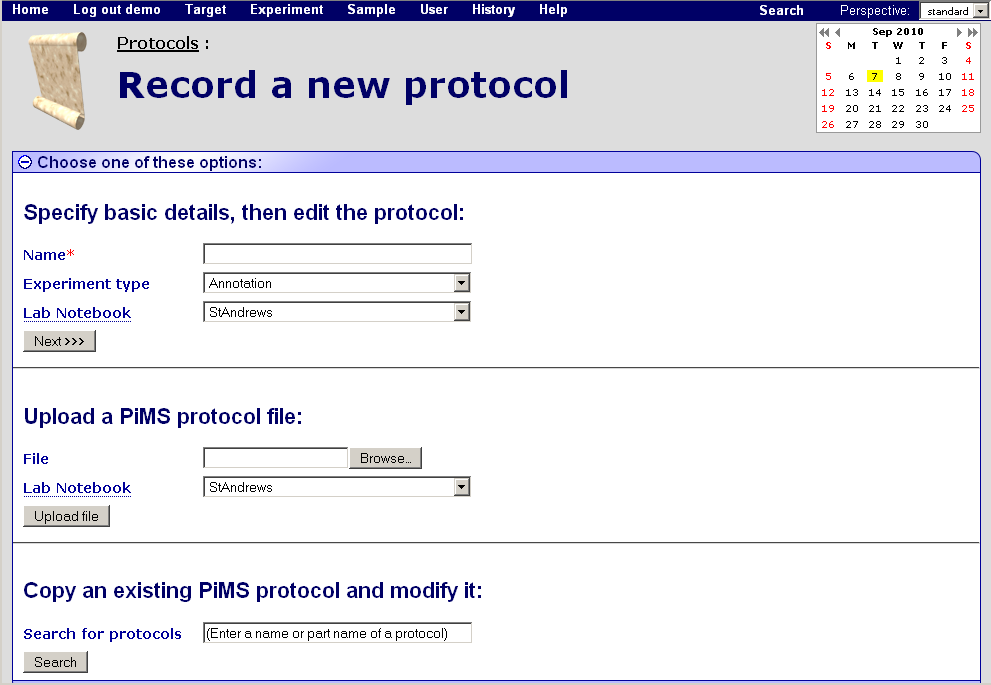 Home Log out demo Target Experiment Sample User History Help Search Perspective: standard
Protocols :
Record a new protocol
Sep 2010
S M T W T F S
1 2 3 4
5 6 7 8 9 10 11
12 13 14 15 16 17 18
19 20 21 22 23 24 25
26 27 28 29 30
Choose one of these options:
Specify basic details, then edit the protocol:
Name*
Experiment type Annotation
Lab Notebook StAndrews
Next >>>
Upload a PiMS protocol file:
File Browse...
Lab Notebook StAndrews
Upload file
Copy an existing PiMS protocol and modify it:
Search for protocols (Enter a name or part name of a protocol)
Search